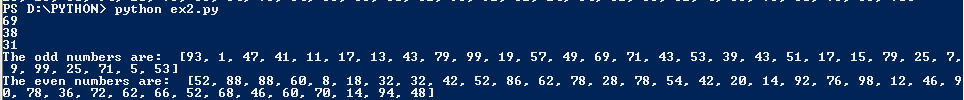 PS D:\PYTHON> python ex2.py
69
38
31
The odd numbers are:  [93, 1, 47, 41, 11, 17, 13, 43, 79, 99, 19, 57, 49, 69, 71, 43, 53, 39, 43, 51, 17, 15, 79, 25, 7,
 9, 99, 25, 71, 5, 53]
The even numbers are:  [52, 88, 88, 60, 8, 18, 32, 32, 42, 52, 86, 62, 78, 28, 78, 54, 42, 20, 14, 92, 76, 98, 12, 46, 9
0, 78, 36, 72, 62, 66, 52, 68, 46, 60, 70, 14, 94, 48]